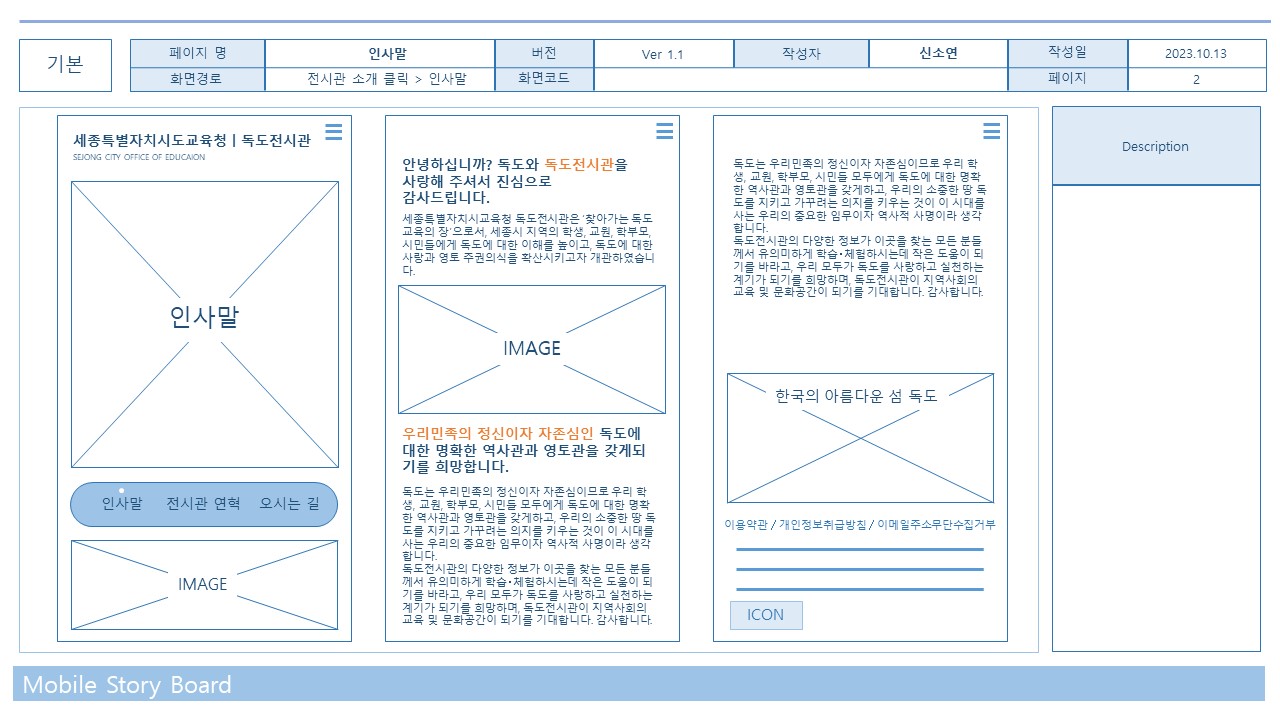 기본
페이지 명
인사말
버전
Ver 1.1
작성자
신소연
작성일
2023.10.13
화면경로
전시관 소개 클릭 > 인사말
화면코드
페이지
2
세종특별자치시도교육청 | 독도전시관
SEJONG CITY OFFICE OF EDUCAION
인사말
인사말 전시관 연혁 오시는 길
IMAGE
안녕하십니까? 독도와 독도전시관을
사랑해 주셔서 진심으로
감사드립니다.
세종특별자치시교육청 독도전시관은 '찾아가는 독도
교육의 장'으로서, 세종시 지역의 학생, 교원, 학부모,
시민들에게 독도에 대한 이해를 높이고, 독도에 대한
사랑과 영토 주권의식을 확산시키고자 개관하였습니
다.
IMAGE
우리민족의 정신이자 자존심인 독도에
대한 명확한 역사관과 영토관을 갖게되
기를 희망합니다.
독도는 우리민족의 정신이자 자존심이므로 우리 학
생, 교원, 학부모, 시민들 모두에게 독도에 대한 명확
한 역사관과 영토관을 갖게하고, 우리의 소중한 땅 독
도를 지키고 가꾸려는 의지를 키우는 것이 이 시대를
사는 우리의 중요한 임무이자 역사적 사명이라 생각
합니다.
독도전시관의 다양한 정보가 이곳을 찾는 모든 분들
께서 유의미하게 학습•체험하시는데 작은 도움이 되
기를 바라고, 우리 모두가 독도를 사랑하고 실천하는
계기가 되기를 희망하며, 독도전시관이 지역사회의
교육 및 문화공간이 되기를 기대합니다. 감사합니다.
독도는 우리민족의 정신이자 자존심이므로 우리 학
생, 교원, 학부모, 시민들 모두에게 독도에 대한 명확
한 역사관과 영토관을 갖게하고, 우리의 소중한 땅 독
도를 지키고 가꾸려는 의지를 키우는 것이 이 시대를
사는 우리의 중요한 임무이자 역사적 사명이라 생각
합니다.
독도전시관의 다양한 정보가 이곳을 찾는 모든 분들
께서 유의미하게 학습•체험하시는데 작은 도움이 되
기를 바라고, 우리 모두가 독도를 사랑하고 실천하는
계기가 되기를 희망하며, 독도전시관이 지역사회의
교육 및 문화공간이 되기를 기대합니다. 감사합니다.
한국의 아름다운 섬 독도
이용약관 / 개인정보취급방침 / 이메일주소무단수집거부
ICON
Description
Mobile Story Board